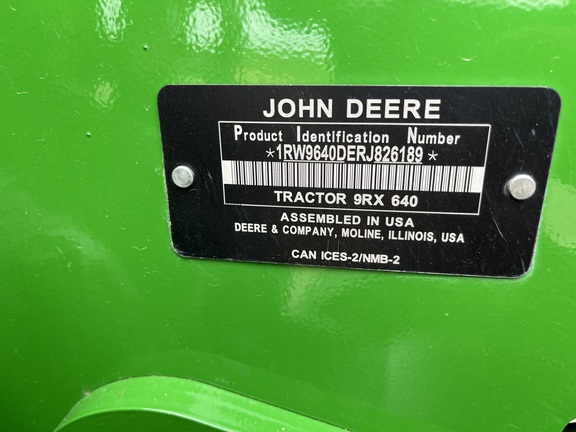 JOHN DEERE
Product Identification Number
*1RW9640DERJ826189*
TRACTOR 9RX 640
ASSEMBLED IN USA
DEERE & COMPANY, MOLINE, ILLINOIS, USA
CAN ICES-2/NMB-2